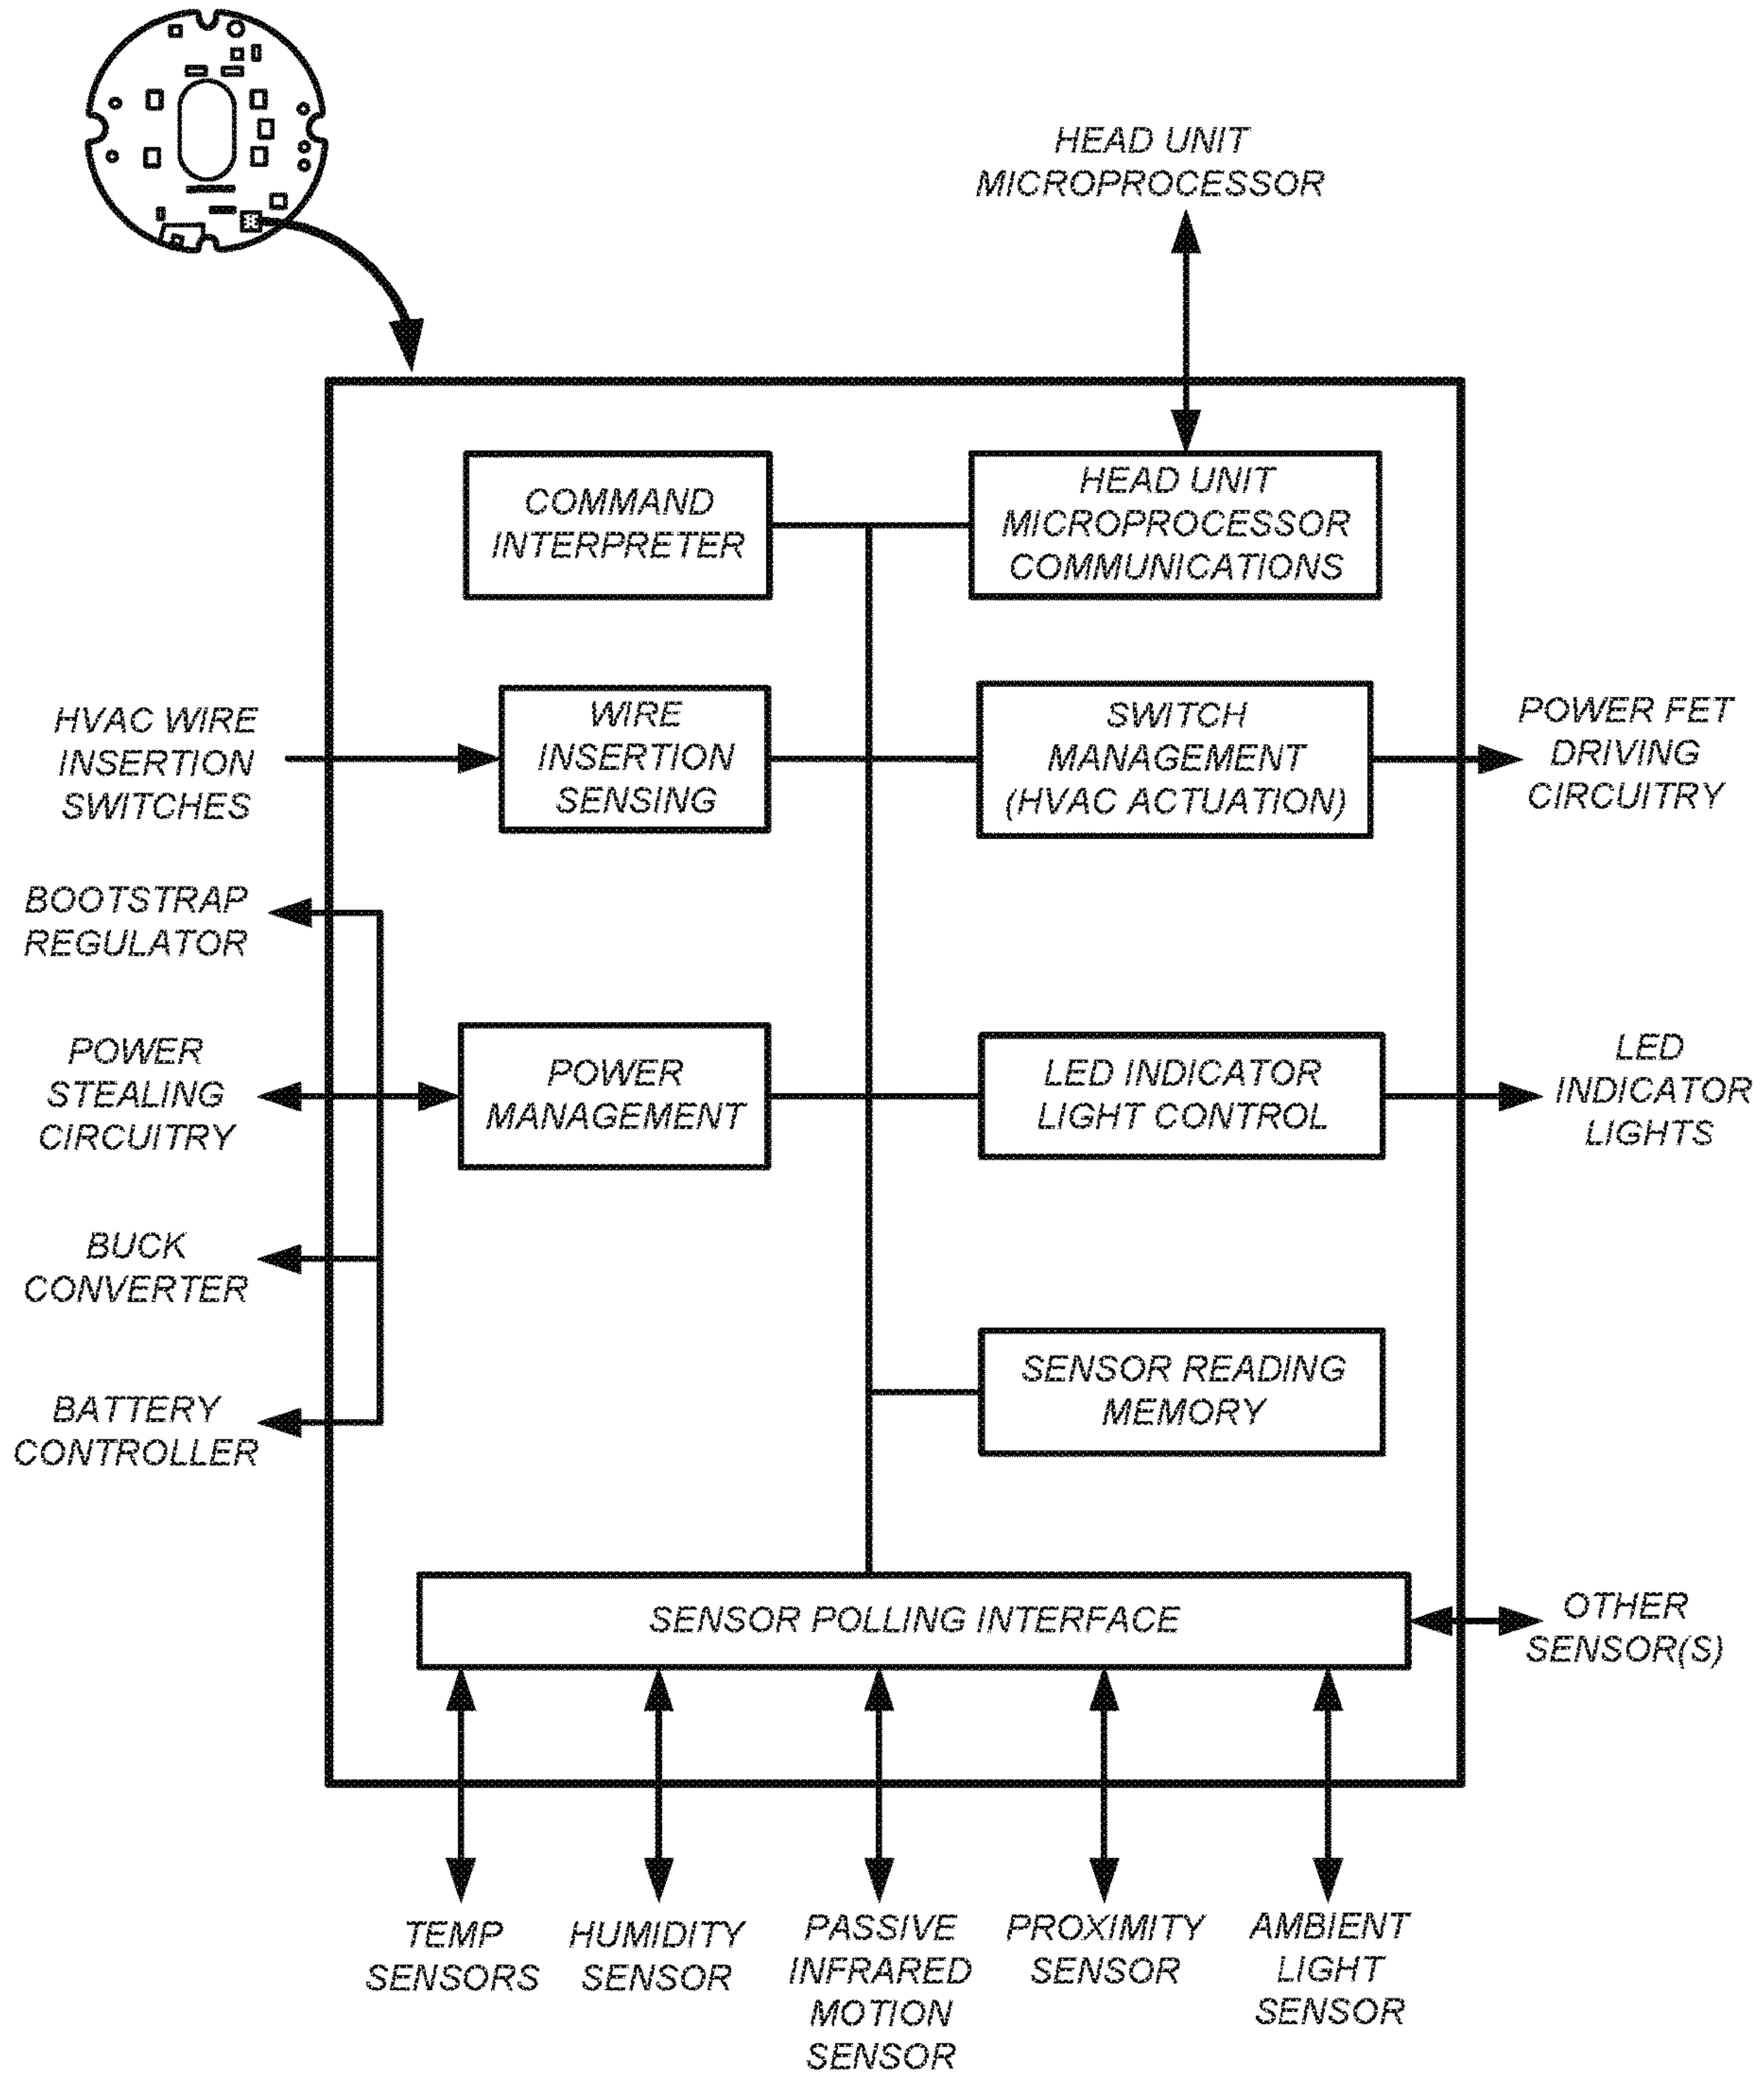 HEAD UNIT
MICROPROCESSOR
COMMAND
INTERPRETER
HEAD UNIT
MICROPROCESSOR
COMMUNICATIONS
HVAC WIRE
INSERTION
SWITCHES
WIRE
INSERTION
SENSING
SWITCH
MANAGEMENT
(HVAC ACTUATION)
POWER FET
DRIVING
CIRCUITRY
BOOTSTRAP
REGULATOR
POWER
STEALING
CIRCUITRY
POWER
MANAGEMENT
LED INDICATOR
LIGHT CONTROL
LED
INDICATOR
LIGHTS
BUCK
CONVERTER
BATTERY
CONTROLLER
SENSOR READING
MEMORY
SENSOR POLLING INTERFACE
OTHER
SENSOR(S)
TEMP
SENSORS
HUMIDITY
SENSOR
PASSIVE
INFRARED
MOTION
SENSOR
PROXIMITY
SENSOR
AMBIENT
LIGHT
SENSOR